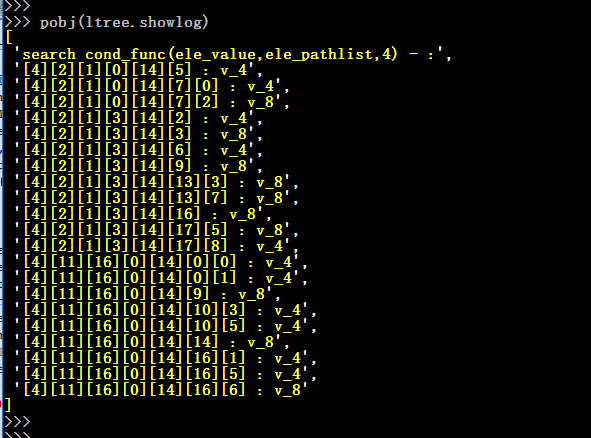 >>>
>>> pobj(ltree.showlog)
[
 'search cond_func(ele_value,ele_pathlist,4) - :',
 '[4][2][1][0][14][5] : v_4',
 '[4][2][1][0][14][7][0] : v_4',
 '[4][2][1][0][14][7][2] : v_8',
 '[4][2][1][3][14][2] : v_4',
 '[4][2][1][3][14][3] : v_8',
 '[4][2][1][3][14][6] : v_4',
 '[4][2][1][3][14][9] : v_8',
 '[4][2][1][3][14][13][3] : v_8',
 '[4][2][1][3][14][13][7] : v_8',
 '[4][2][1][3][14][16] : v_8',
 '[4][2][1][3][14][17][5] : v_8',
 '[4][2][1][3][14][17][8] : v_4',
 '[4][11][16][0][14][0][0] : v_4',
 '[4][11][16][0][14][0][1] : v_4',
 '[4][11][16][0][14][9] : v_8',
 '[4][11][16][0][14][10][3] : v_4',
 '[4][11][16][0][14][10][5] : v_4',
 '[4][11][16][0][14][14] : v_8',
 '[4][11][16][0][14][16][1] : v_4',
 '[4][11][16][0][14][16][5] : v_4',
 '[4][11][16][0][14][16][6] : v_8'
]
>>>
>>>